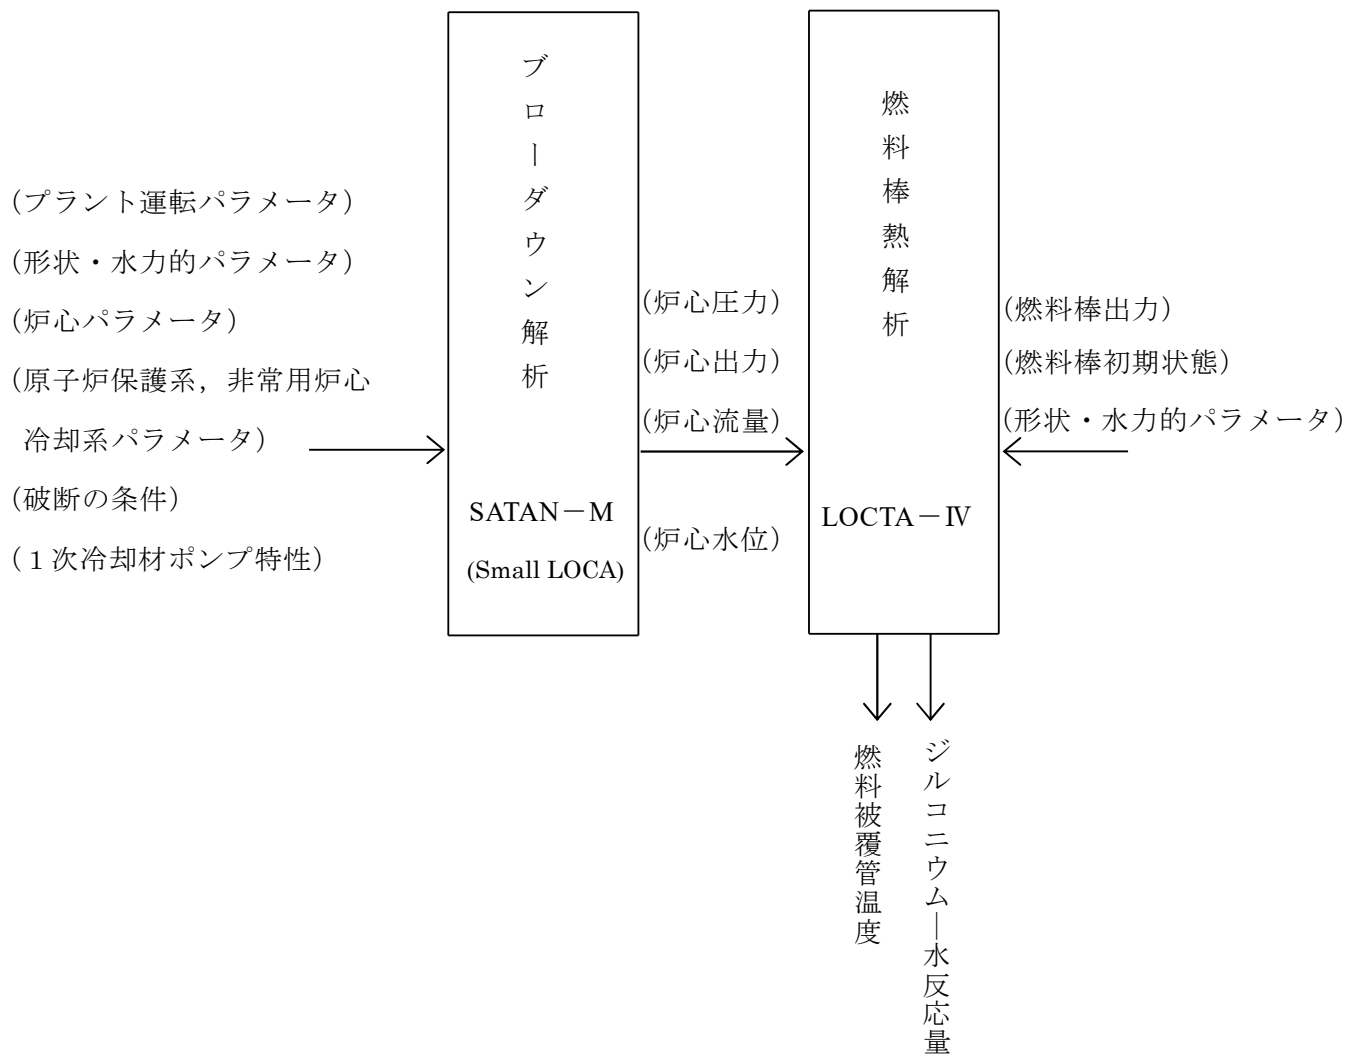 (プラント運転パラメータ)
(形状・水力的パラメータ)
(炉心パラメータ)
(原子炉保護系，非常用炉心
冷却系パラメータ)
(破断の条件)
(１次冷却材ポンプ特性)
ブローダウン解析
SATAN－M
(Small LOCA)
(炉心圧力)
(炉心出力)
(炉心流量)
(炉心水位)
燃料棒熱解析
LOCTA－Ⅳ
(燃料棒出力)
(燃料棒初期状態)
(形状・水力的パラメータ)
燃料被覆管温度
ジルコニウム―水反応量